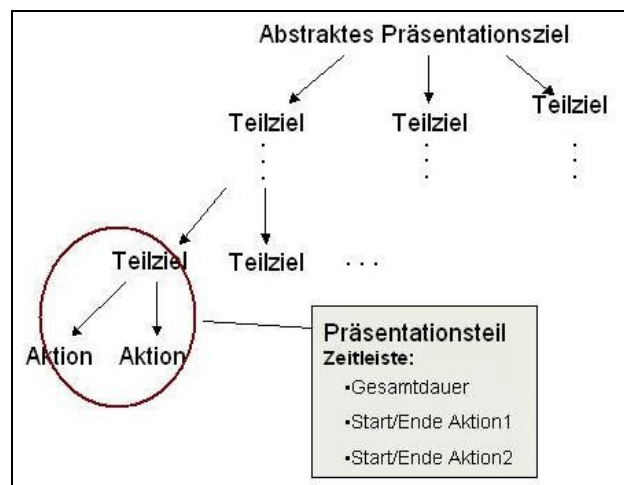 Abstraktes Präsentationsziel
Teilziel Teilziel Teilziel
Teilziel Teilziel . . .
Aktion Aktion
Präsentationsteil
Zeitleiste:
•Gesamtdauer
•Start/Ende Aktion1
•Start/Ende Aktion2